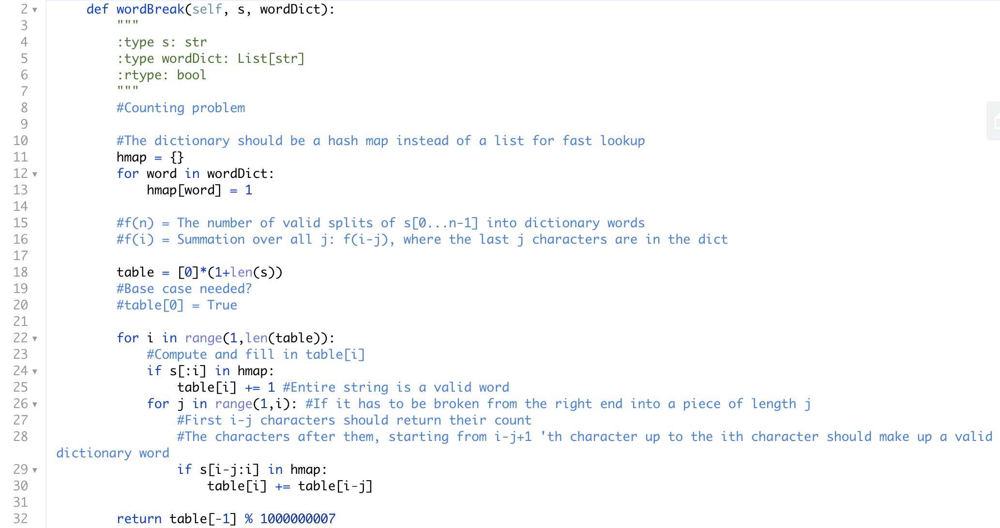 2 def wordBreak(self, s, wordDict):
3 """
4 :type s: str
5 :type wordDict: List[str]
6 :rtype: bool
7 """
8 #Counting problem
9
10 #The dictionary should be a hash map instead of a list for fast lookup
11 hmap = {}
12 for word in wordDict:
13 hmap[word] = 1
14
15 #f(n) = The number of valid splits of s[0...n-1] into dictionary words
16 #f(i) = Summation over all j: f(i-j), where the last j characters are in the dict
17
18 table = [0]*(1+len(s))
19 #Base case needed?
20 #table[0] = True
21
22 for i in range(1,len(table)):
23 #Compute and fill in table[i]
24 if s[:i] in hmap:
25 table[i] += 1 #Entire string is a valid word
26 for j in range(1,i): #If it has to be broken from the right end into a piece of length j
27 #First i-j characters should return their count
28 #The characters after them, starting from i-j+1 'th character up to the ith character should make up a valid
dictionary word
29 if s[i-j:i] in hmap:
30 table[i] += table[i-j]
31
32 return table[-1] % 1000000007